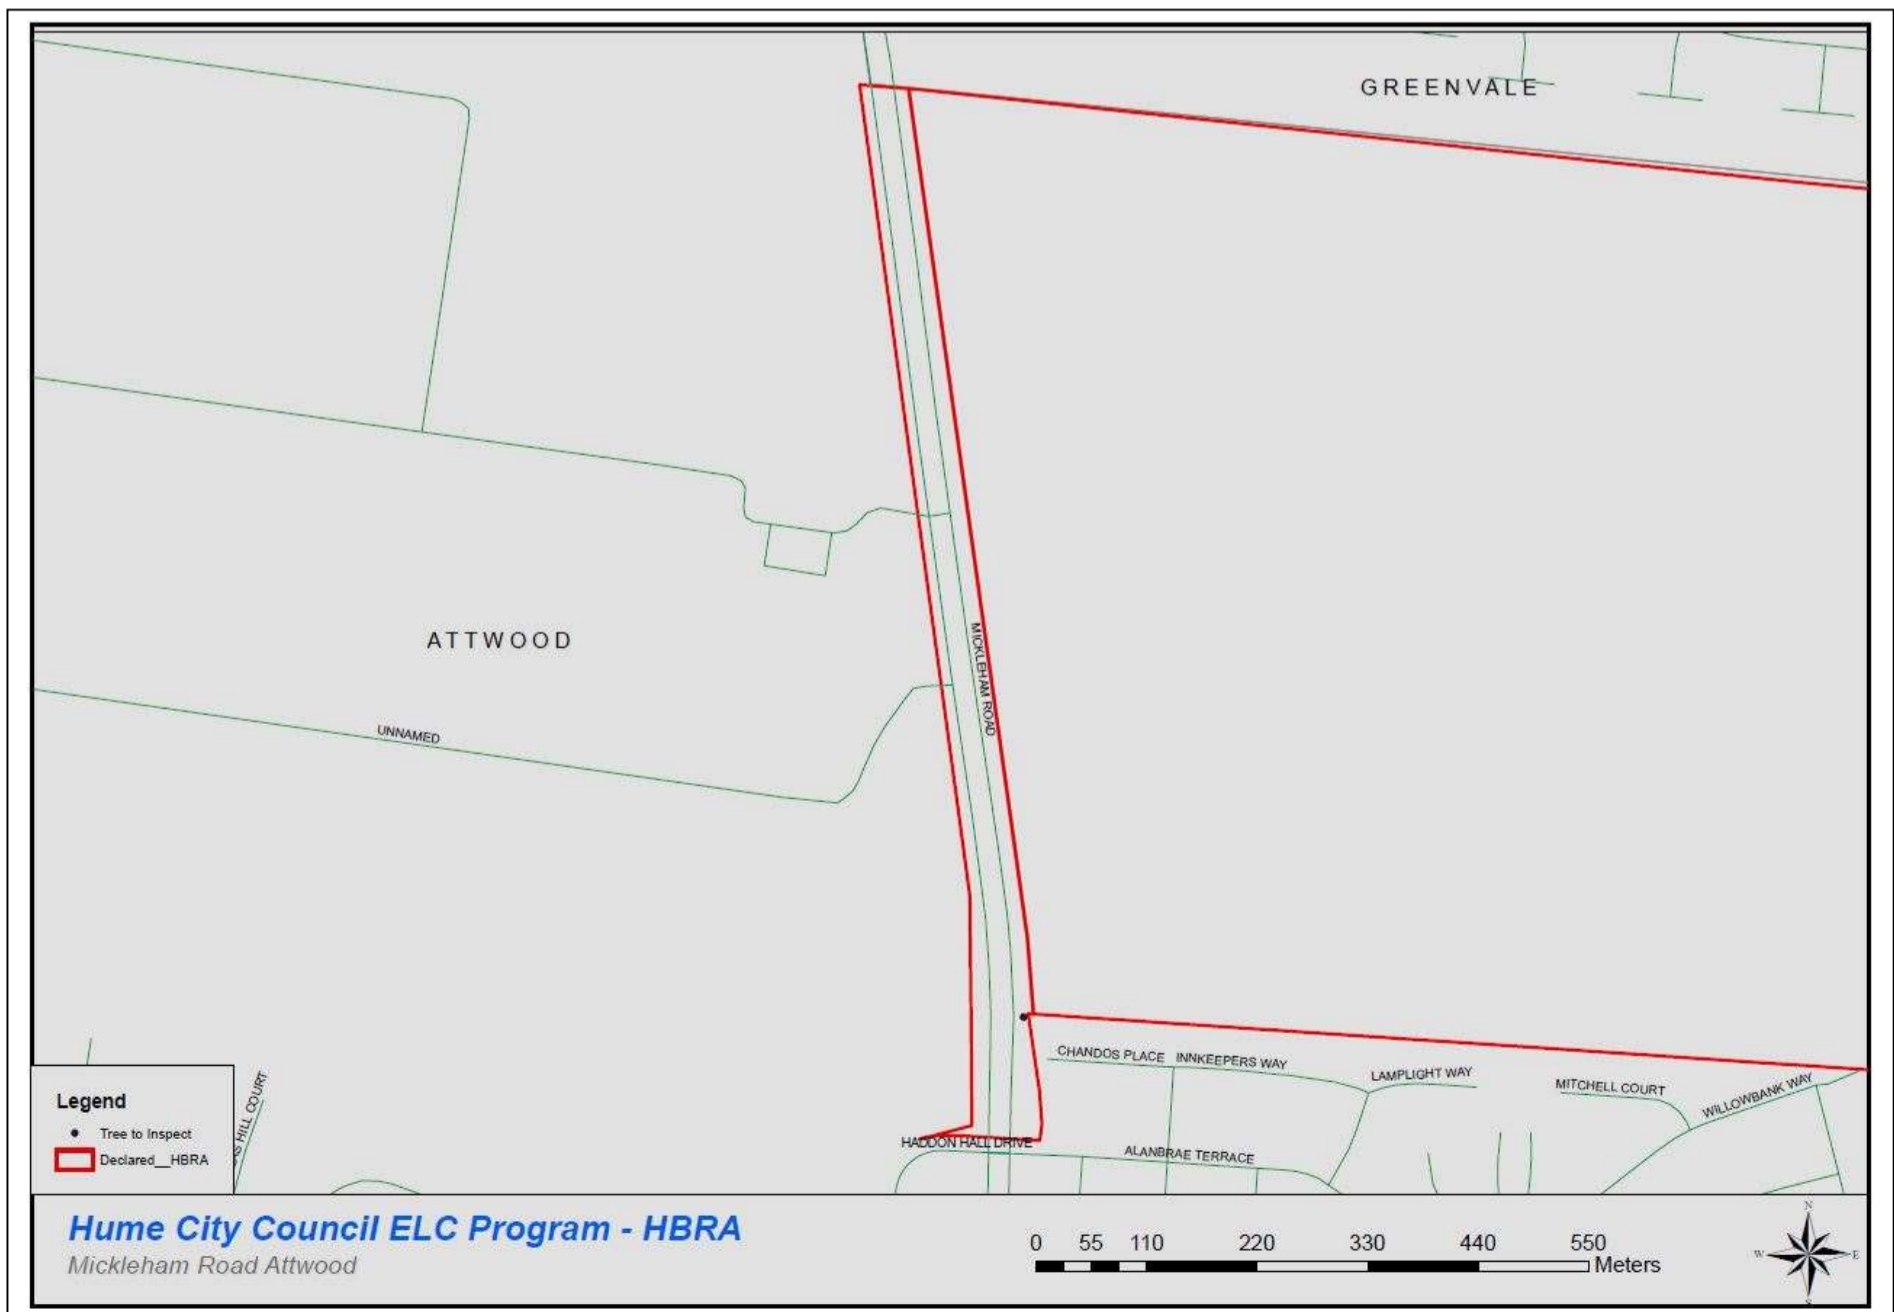 GREENVALE
ATTWOOD
MICKLEHAM ROAD
UNNAMED
CHANDOS PLACE
INNKEEPERS WAY
LAMPLIGHT WAY
MITCHELL COURT
WILLOWBANK WAY
HADDON HALL DRIVE
ALANBRAE TERRACE
HILL COURT
Legend
Tree to Inspect
Declared__HBRA
Hume City Council ELC Program - HBRA
Mickleham Road Attwood
0 55 110 220 330 440 550
Meters
N
W
E
S